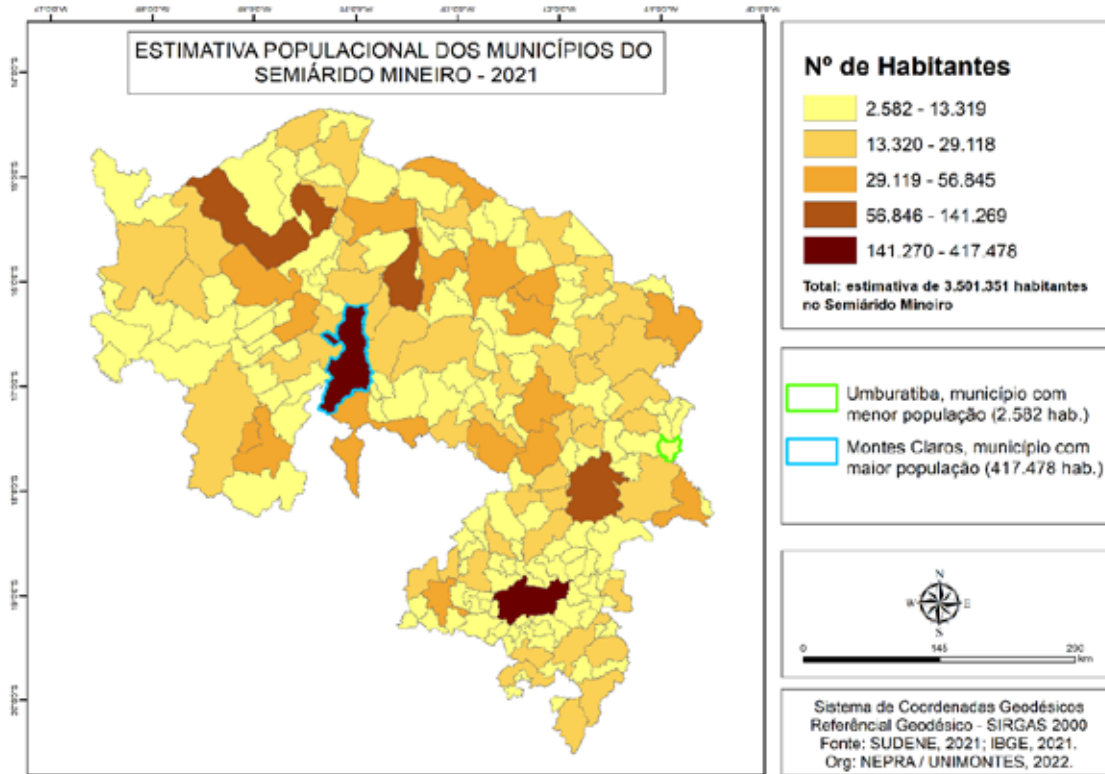 ESTIMATIVA POPULACIONAL DOS MUNICÍPIOS DO
SEMIÁRIDO MINEIRO - 2021
Nº de Habitantes
2.582 - 13.319
13.320 - 29.118
29.119 - 56.845
56.846 - 141.269
141.270 - 417.478
Total: estimativa de 3.501.351 habitantes
no Semiárido Mineiro
Umburatiba, município com
menor população (2.582 hab.)
Montes Claros, município com
maior população (417.478 hab.)
N
W
E
S
0
145
290
km
Sistema de Coordenadas Geodésicos
Referêncial Geodésico - SIRGAS 2000
Fonte: SUDENE, 2021; IBGE, 2021.
Org: NEPRA / UNIMONTES, 2022.